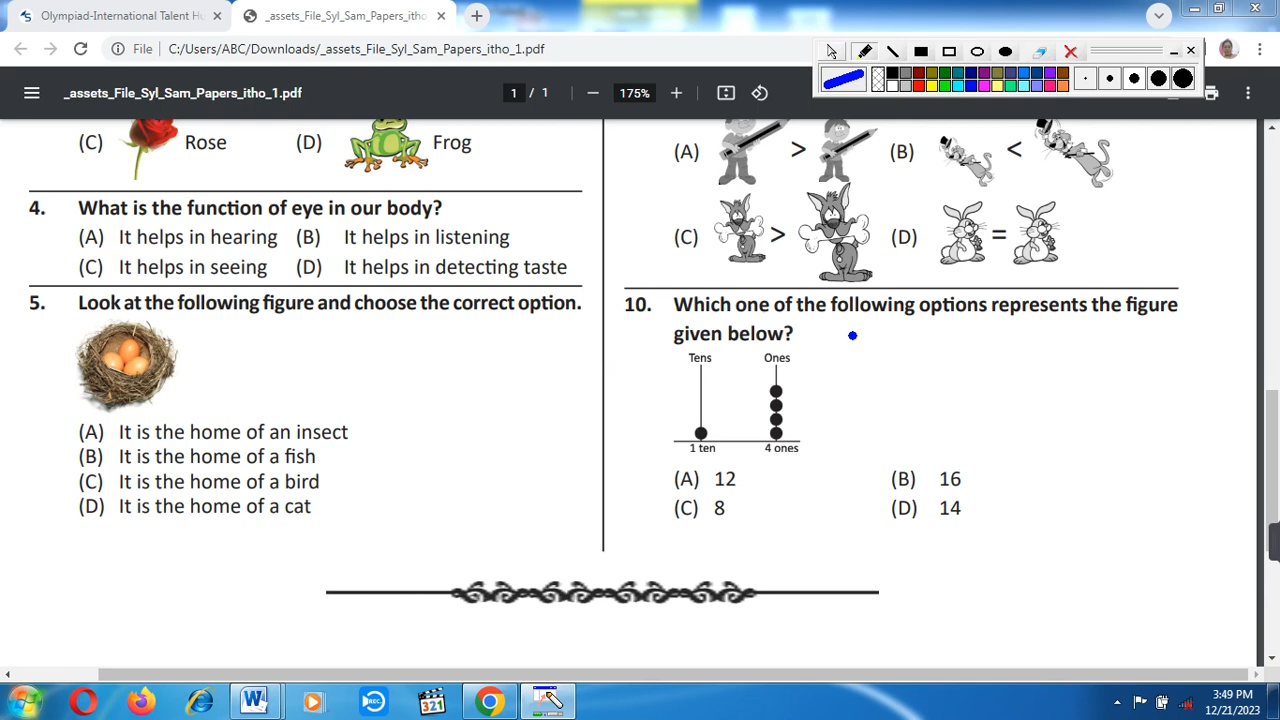 Olympiad-International Talent Hu
_assets_File_Syl_Sam_Papers_itho
File
C:/Users/ABC/Downloads/_assets_File_Syl_Sam_Papers_itho_1.pdf
_assets_File_Syl_Sam_Papers_itho_1.pdf
1 / 1
175%
(C) Rose (D) Frog
4. What is the function of eye in our body?
(A) It helps in hearing (B) It helps in listening
(C) It helps in seeing (D) It helps in detecting taste
5. Look at the following figure and choose the correct option.
(A) It is the home of an insect
(B) It is the home of a fish
(C) It is the home of a bird
(D) It is the home of a cat
(A) > (B) <
(C) > (D) =
10. Which one of the following options represents the figure
given below?
Tens Ones
1 ten 4 ones
(A) 12 (B) 16
(C) 8 (D) 14
W
REC
321
3:49 PM
12/21/2023